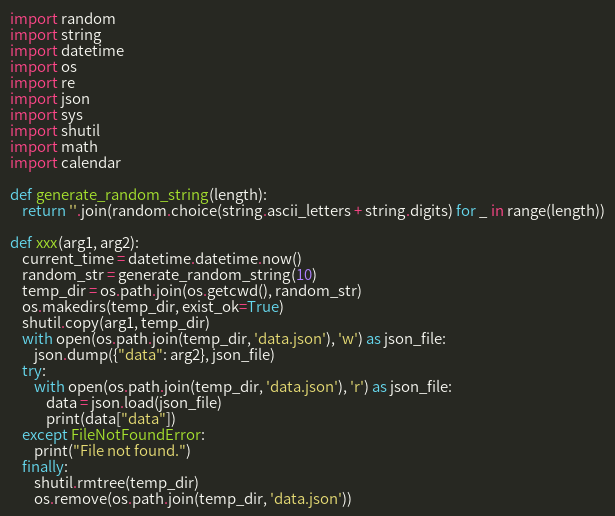 import random
import string
import datetime
import os
import re
import json
import sys
import shutil
import math
import calendar

def generate_random_string(length):
    return ''.join(random.choice(string.ascii_letters + string.digits) for _ in range(length))

def xxx(arg1, arg2):
    current_time = datetime.datetime.now()
    random_str = generate_random_string(10)
    temp_dir = os.path.join(os.getcwd(), random_str)
    os.makedirs(temp_dir, exist_ok=True)
    shutil.copy(arg1, temp_dir)
    with open(os.path.join(temp_dir, 'data.json'), 'w') as json_file:
        json.dump({"data": arg2}, json_file)
    try:
        with open(os.path.join(temp_dir, 'data.json'), 'r') as json_file:
            data = json.load(json_file)
            print(data["data"])
    except FileNotFoundError:
        print("File not found.")
    finally:
        shutil.rmtree(temp_dir)
        os.remove(os.path.join(temp_dir, 'data.json'))